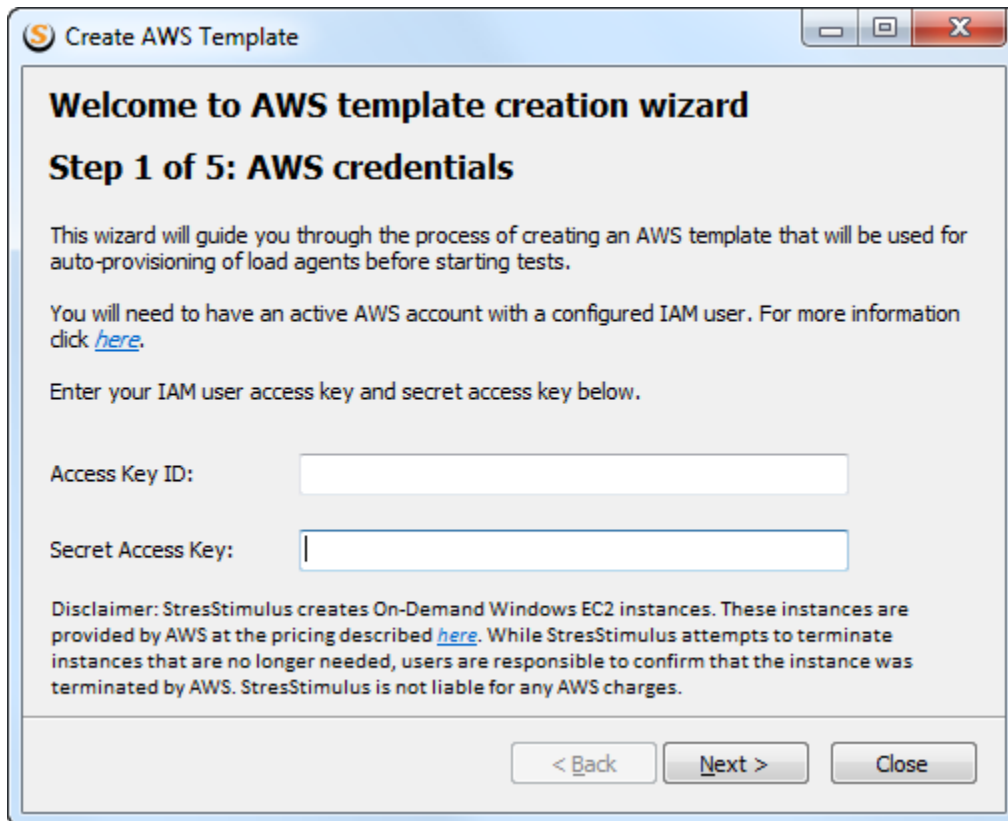 Create AWS Template
Welcome to AWS template creation wizard
Step 1 of 5: AWS credentials
This wizard will guide you through the process of creating an AWS template that will be used for
auto-provisioning of load agents before starting tests.
You will need to have an active AWS account with a configured IAM user. For more information
click here.
Enter your IAM user access key and secret access key below.
Access Key ID:
Secret Access Key:
Disclaimer: StresStimulus creates On-Demand Windows EC2 instances. These instances are
provided by AWS at the pricing described here. While StresStimulus attempts to terminate
instances that are no longer needed, users are responsible to confirm that the instance was
terminated by AWS. StresStimulus is not liable for any AWS charges.
< Back Next > Close